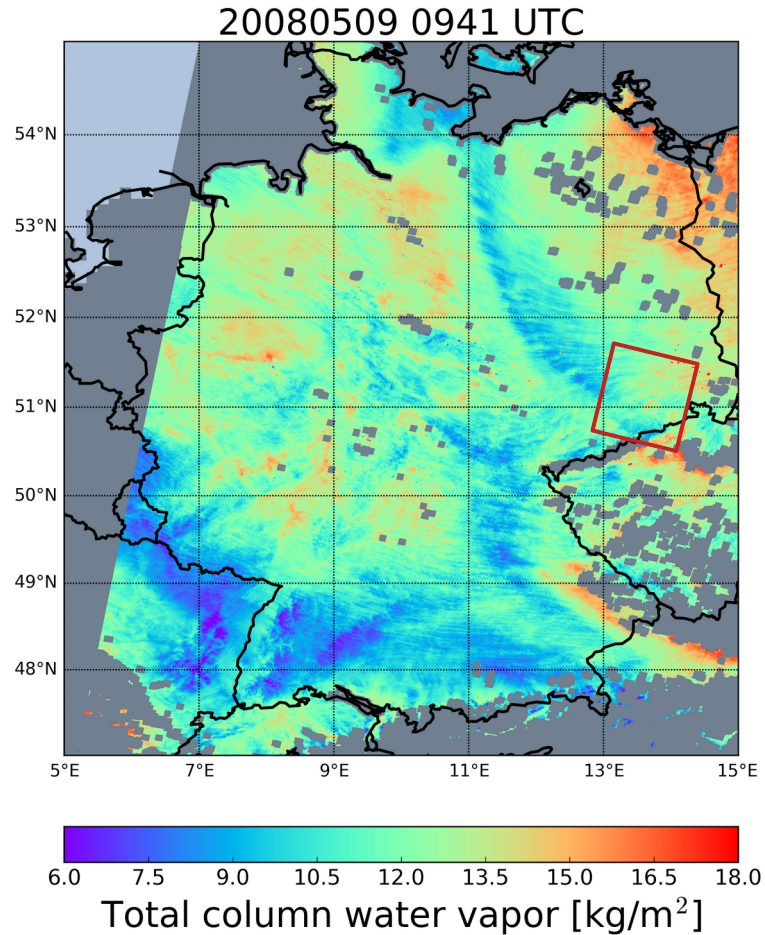 20080509 0941 UTC
54°N
53°N
52°N
51°N
50°N
49°N
48°N
5°E 7°E 9°E 11°E 13°E 15°E
6.0 7.5 9.0 10.5 12.0 13.5 15.0 16.5 18.0
Total column water vapor [kg/m²]